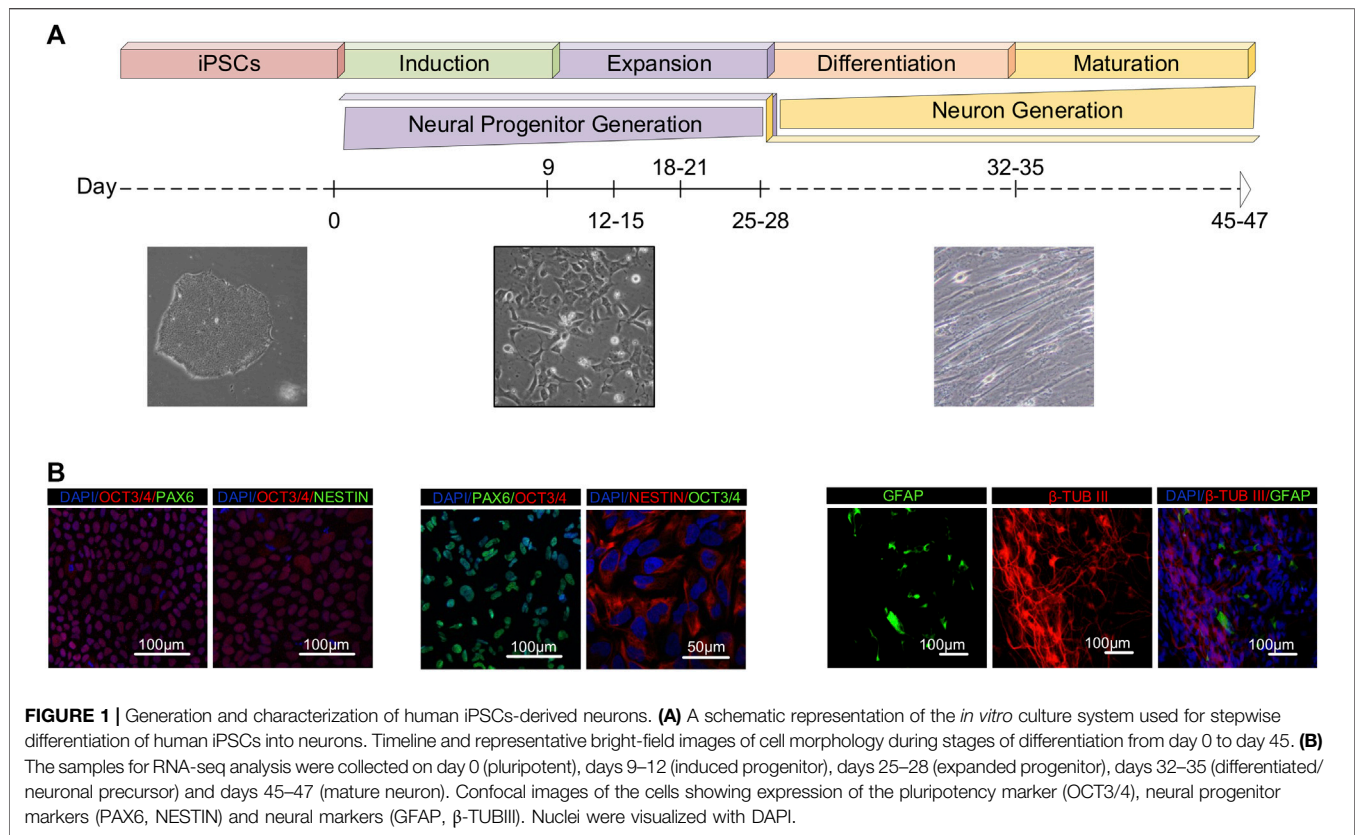 A
iPSCs Induction Expansion Differentiation Maturation
Neural Progenitor Generation Neuron Generation
Day
9 18-21 32-35
0 12-15 25-28 45-47
B
DAPI/OCT3/4/PAX6 DAPI/OCT3/4/NESTIN DAPI/PAX6/OCT3/4 DAPI/NESTIN/OCT3/4 GFAP β-TUB III DAPI/β-TUB III/GFAP
100µm 100µm 100µm 50µm 100µm 100µm 100µm
FIGURE 1 | Generation and characterization of human iPSCs-derived neurons. (A) A schematic representation of the in vitro culture system used for stepwise
differentiation of human iPSCs into neurons. Timeline and representative bright-field images of cell morphology during stages of differentiation from day 0 to day 45. (B)
The samples for RNA-seq analysis were collected on day 0 (pluripotent), days 9–12 (induced progenitor), days 25–28 (expanded progenitor), days 32–35 (differentiated/
neuronal precursor) and days 45–47 (mature neuron). Confocal images of the cells showing expression of the pluripotency marker (OCT3/4), neural progenitor
markers (PAX6, NESTIN) and neural markers (GFAP, β-TUBIII). Nuclei were visualized with DAPI.